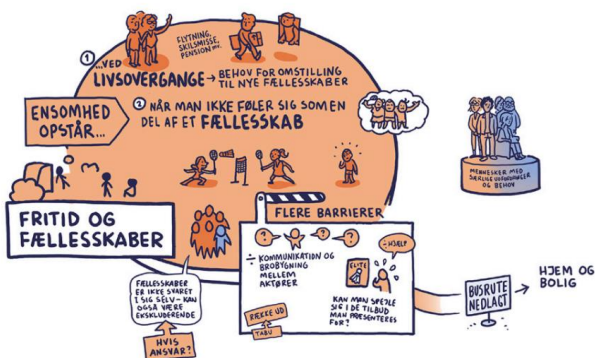 FLYTNING,
SKILSMISSE,
PENSION mv.
1
...VED
LIVSOVERGANGE → BEHOV FOR OMSTILLING
TIL NYE FÆLLESSKABER
ENSOMHED
OPSTÅR...
2 NÅR MAN IKKE FØLER SIG SOM EN
DEL AF ET FÆLLESSKAB
MENNESKER MED
SÆRLIGE UDFORDRINGER
OG BEHOV
FRITID OG
FÆLLESSKABER
FLERE BARRIERER
? ? ?
÷ KOMMUNIKATION OG
BROBYGNING
MELLEM
AKTØRER
- HJÆLP
ELITE
KAN MAN SPEJLE
SIG I DE TILBUD
MAN PRÆSENTERES
FOR?
RÆKKE UD
TABU
FÆLLESSKABER
ER IKKE SVARET
I SIG SELV - KAN
OGSÅ VÆRE
EKSKLUDERENDE
HVIS
ANSVAR?
BUSRUTE
NEDLAGT
→ HJEM OG
BOLIG